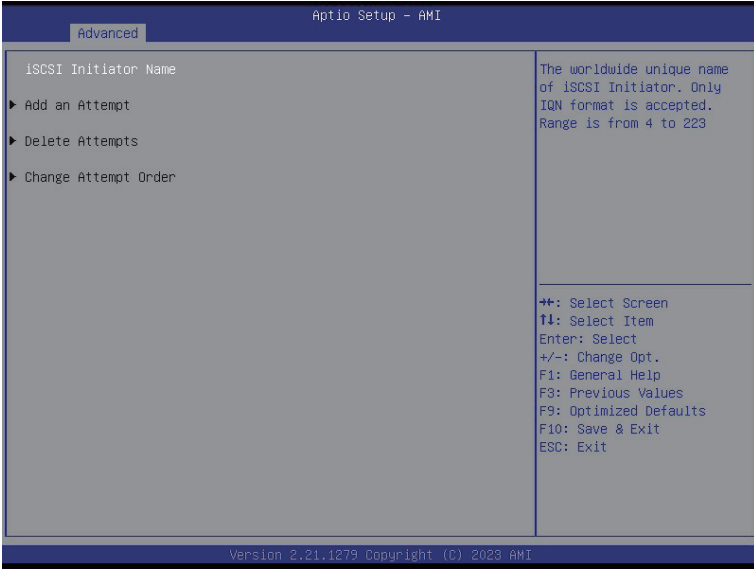 Aptio Setup – AMI
Advanced
iSCSI Initiator Name
▶ Add an Attempt
▶ Delete Attempts
▶ Change Attempt Order
The worldwide unique name
of iSCSI Initiator. Only
IQN format is accepted.
Range is from 4 to 223
→←: Select Screen
↑↓: Select Item
Enter: Select
+/-: Change Opt.
F1: General Help
F3: Previous Values
F9: Optimized Defaults
F10: Save & Exit
ESC: Exit
Version 2.21.1279 Copyright (C) 2023 AMI